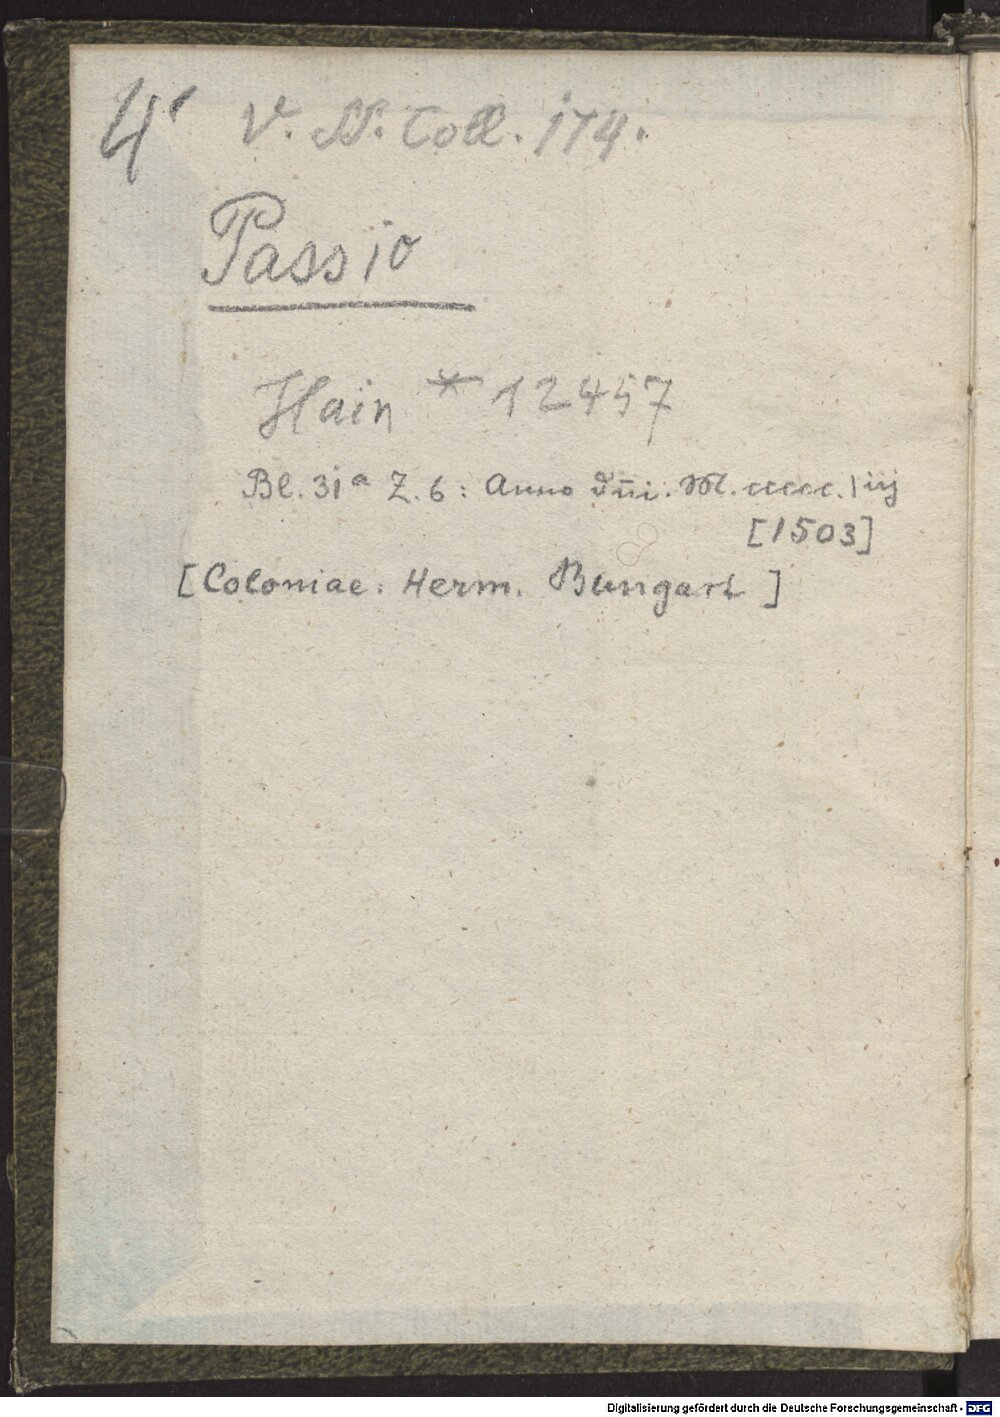 4' V. SS. Coll. 174.
Passio
Hain * 12457
Bl. 31ª Z. 6: Anno dn̄i. M. ccccc. | iij
[1503]
[Coloniae: Herm. Bungart]
Digitalisierung gefördert durch die Deutsche Forschungsgemeinschaft - DFG